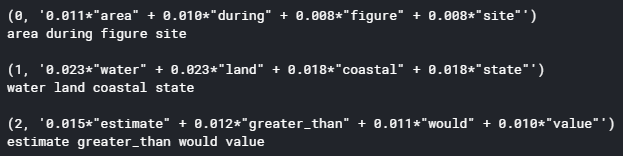 (0, '0.011*"area" + 0.010*"during" + 0.008*"figure" + 0.008*"site"')
area during figure site
(1, '0.023*"water" + 0.023*"land" + 0.018*"coastal" + 0.018*"state"')
water land coastal state
(2, '0.015*"estimate" + 0.012*"greater_than" + 0.011*"would" + 0.010*"value"')
estimate greater_than would value